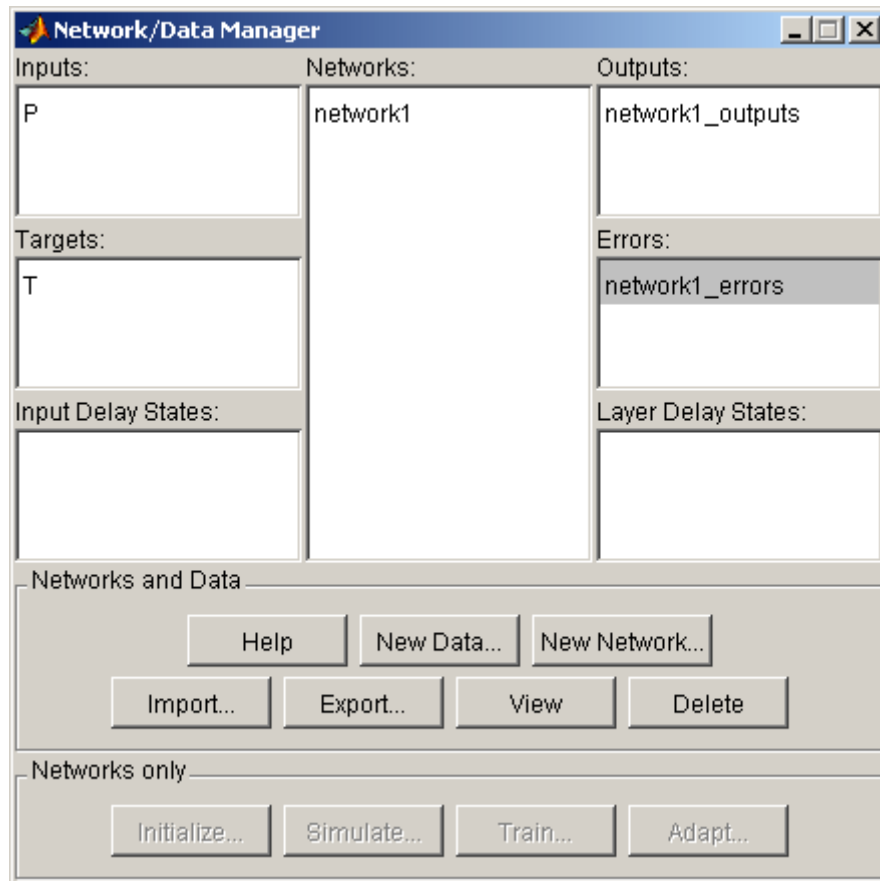 Network/Data Manager
Inputs:
P
Networks:
network1
Outputs:
network1_outputs
Targets:
T
Errors:
network1_errors
Input Delay States:
Layer Delay States:
Networks and Data
Help
New Data...
New Network...
Import...
Export...
View
Delete
Networks only
Initialize...
Simulate...
Train...
Adapt...